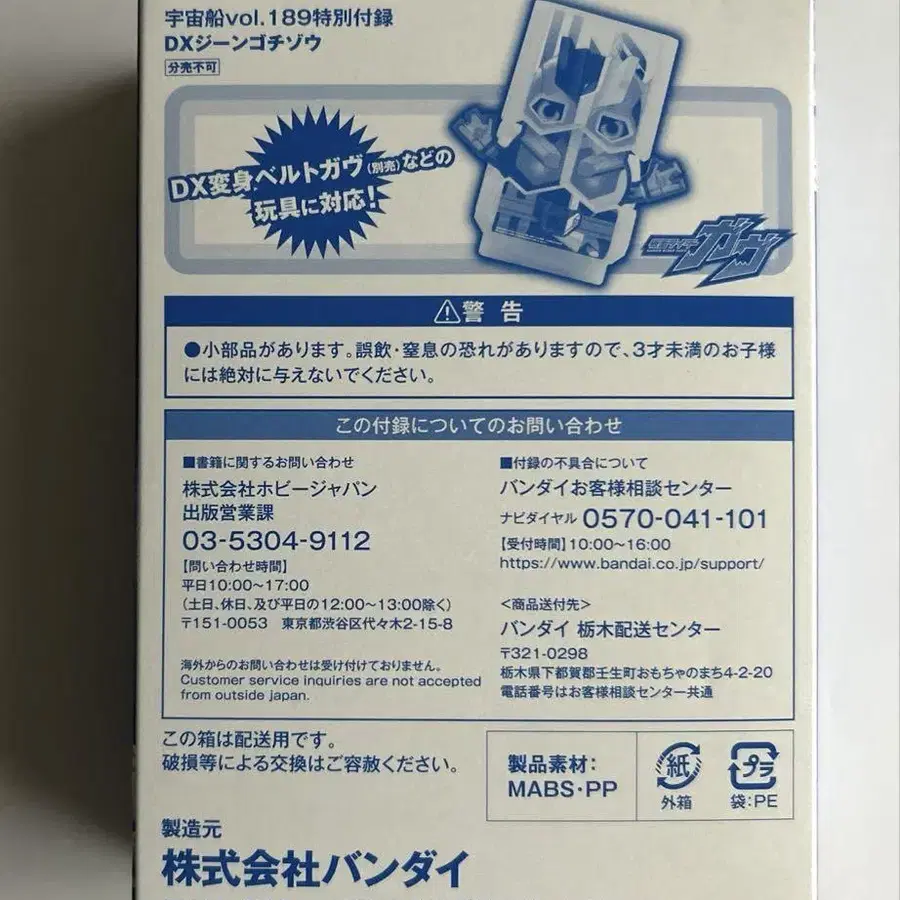 宇宙船vol.189特別付録
DXジーンゴチゾウ
分売不可
DX変身ベルトガヴ(別売)などの
玩具に対応!
仮面ライダー
ガヴ
⚠警 告
●小部品があります。誤飲・窒息の恐れがありますので、3才未満のお子様
には絶対に与えないでください。
この付録についてのお問い合わせ
■書籍に関するお問い合わせ
株式会社ホビージャパン
出版営業課
03-5304-9112
【問い合わせ時間】
平日10:00〜17:00
(土日、休日、及び平日の12:00〜13:00除く)
〒151-0053 東京都渋谷区代々木2-15-8
海外からのお問い合わせは受け付けておりません。
Customer service inquiries are not accepted
from outside japan.
■付録の不具合について
バンダイお客様相談センター
ナビダイヤル 0570-041-101
【受付時間】10:00〜16:00
https://www.bandai.co.jp/support/
<商品送付先>
バンダイ 栃木配送センター
〒321-0298
栃木県下都賀郡壬生町おもちゃのまち4-2-20
電話番号はお客様相談センター共通
この箱は配送用です。
破損等による交換はご容赦ください。
製品素材:
MABS・PP
紙
外箱
プラ
袋:PE
製造元
株式会社バンダイ